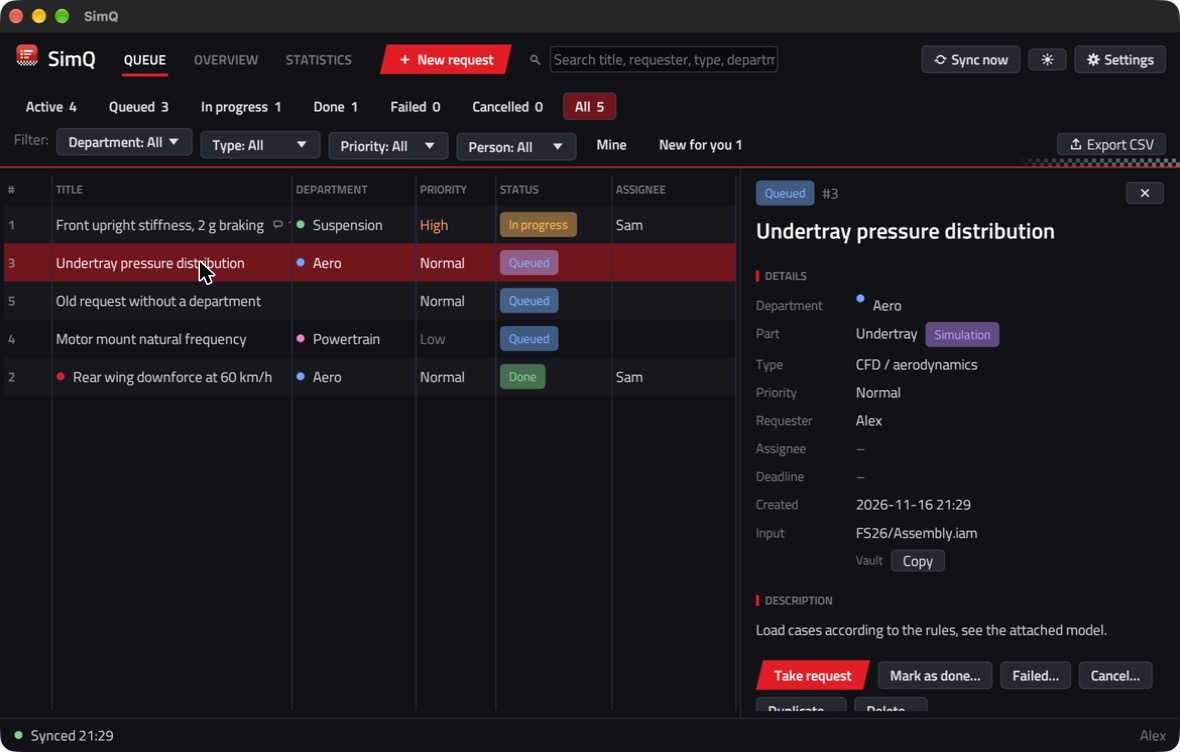 SimQ
SimQ QUEUE OVERVIEW STATISTICS + New request Search title, requester, type, departm Sync now Settings
Active 4 Queued 3 In progress 1 Done 1 Failed 0 Cancelled 0 All 5
Filter: Department: All Type: All Priority: All Person: All Mine New for you 1 Export CSV
# TITLE DEPARTMENT PRIORITY STATUS ASSIGNEE
1 Front upright stiffness, 2 g braking Suspension High In progress Sam
3 Undertray pressure distribution Aero Normal Queued
5 Old request without a department Normal Queued
4 Motor mount natural frequency Powertrain Low Queued
2 Rear wing downforce at 60 km/h Aero Normal Done Sam
Queued #3
Undertray pressure distribution
DETAILS
Department Aero
Part Undertray Simulation
Type CFD / aerodynamics
Priority Normal
Requester Alex
Assignee –
Deadline –
Created 2026-11-16 21:29
Input FS26/Assembly.iam
Vault Copy
DESCRIPTION
Load cases according to the rules, see the attached model.
Take request Mark as done... Failed... Cancel...
Duplicate Delete
Synced 21:29 Alex